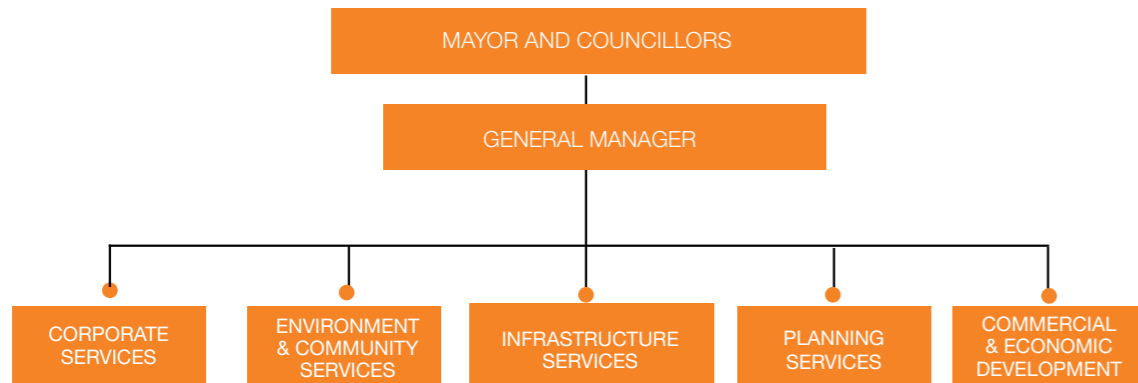 MAYOR AND COUNCILLORS
GENERAL MANAGER
CORPORATE
SERVICES
ENVIRONMENT
& COMMUNITY
SERVICES
INFRASTRUCTURE
SERVICES
PLANNING
SERVICES
COMMERCIAL
& ECONOMIC
DEVELOPMENT